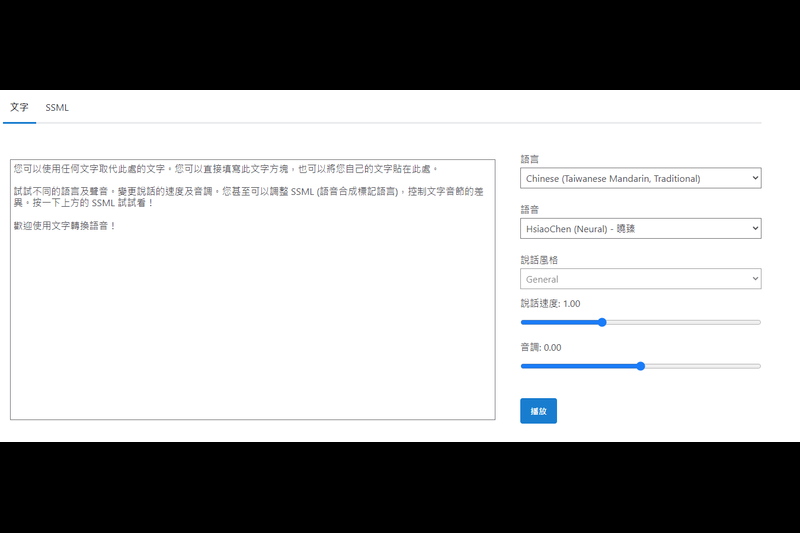 文字
SSML
您可以使用任何文字取代此處的文字。您可以直接填寫此文字方塊，也可以將您自己的文字貼在此處。
試試不同的語言及聲音。變更說話的速度及音調。您甚至可以調整 SSML (語音合成標記語言)，控制文字音節的差
異。按一下上方的 SSML 試試看！
歡迎使用文字轉換語音！
語言
Chinese (Taiwanese Mandarin, Traditional)
語音
HsiaoChen (Neural) - 曉臻
說話風格
General
說話速度: 1.00
音調: 0.00
播放